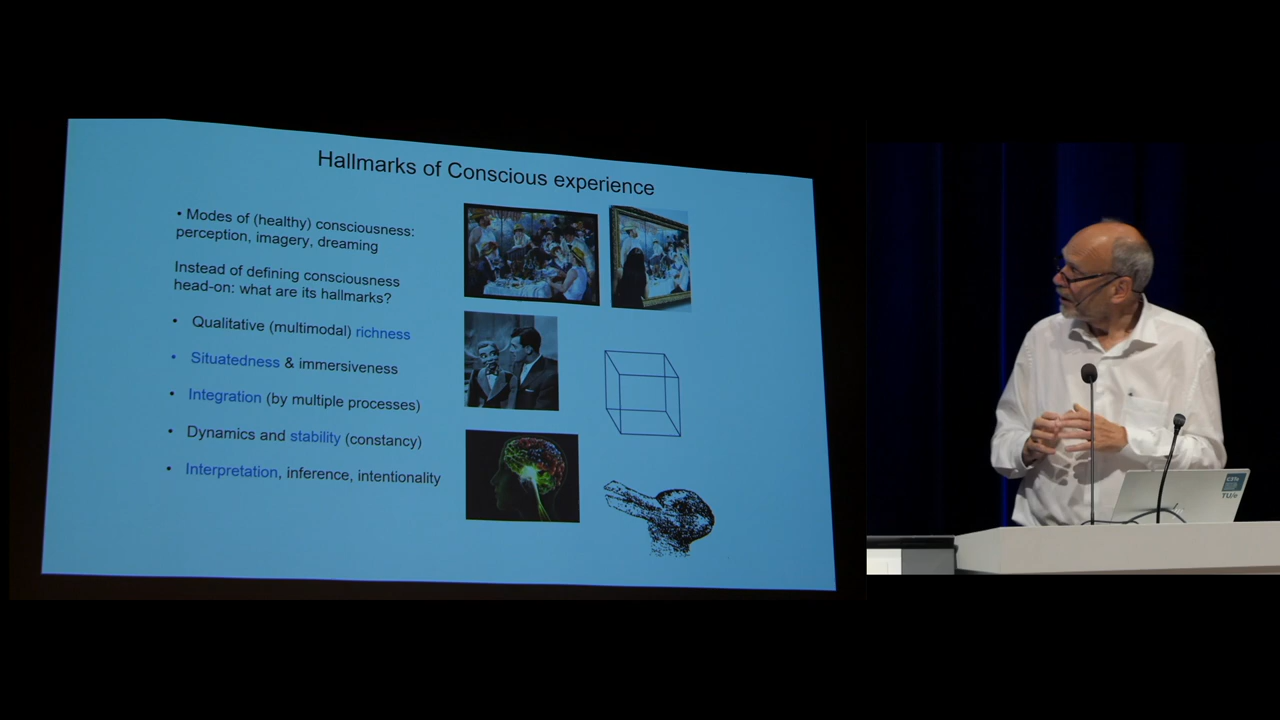 Hallmarks of Conscious experience
• Modes of (healthy) consciousness:
perception, imagery, dreaming
Instead of defining consciousness
head-on: what are its hallmarks?
• Qualitative (multimodal) richness
• Situatedness & immersiveness
• Integration (by multiple processes)
• Dynamics and stability (constancy)
• Interpretation, inference, intentionality
TU/e